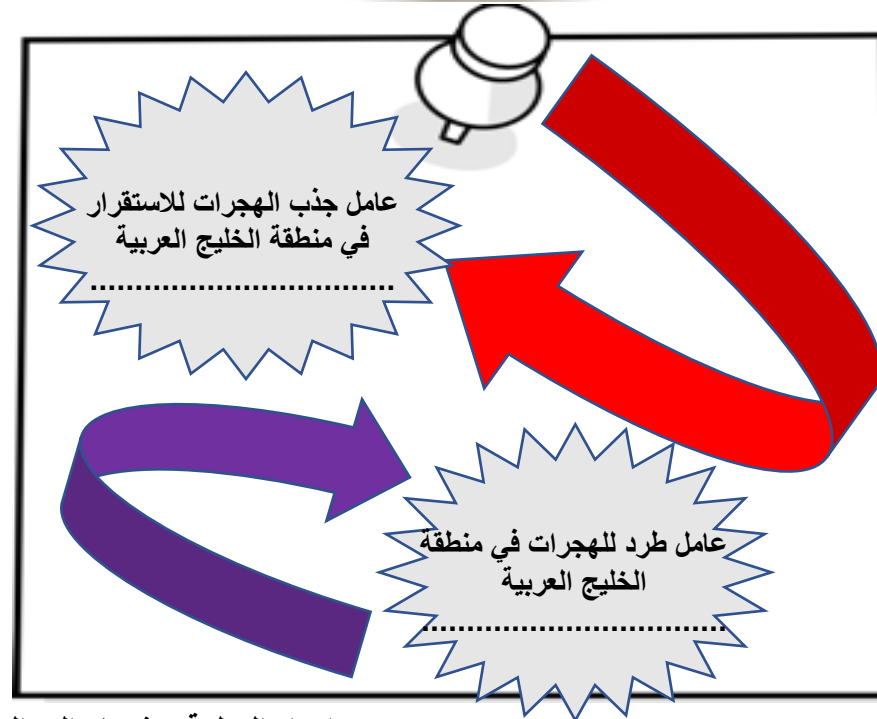 عامل جذب الهجرات للاستقرار
في منطقة الخليج العربية
..................................
عامل طرد للهجرات في منطقة
الخليج العربية
..................................